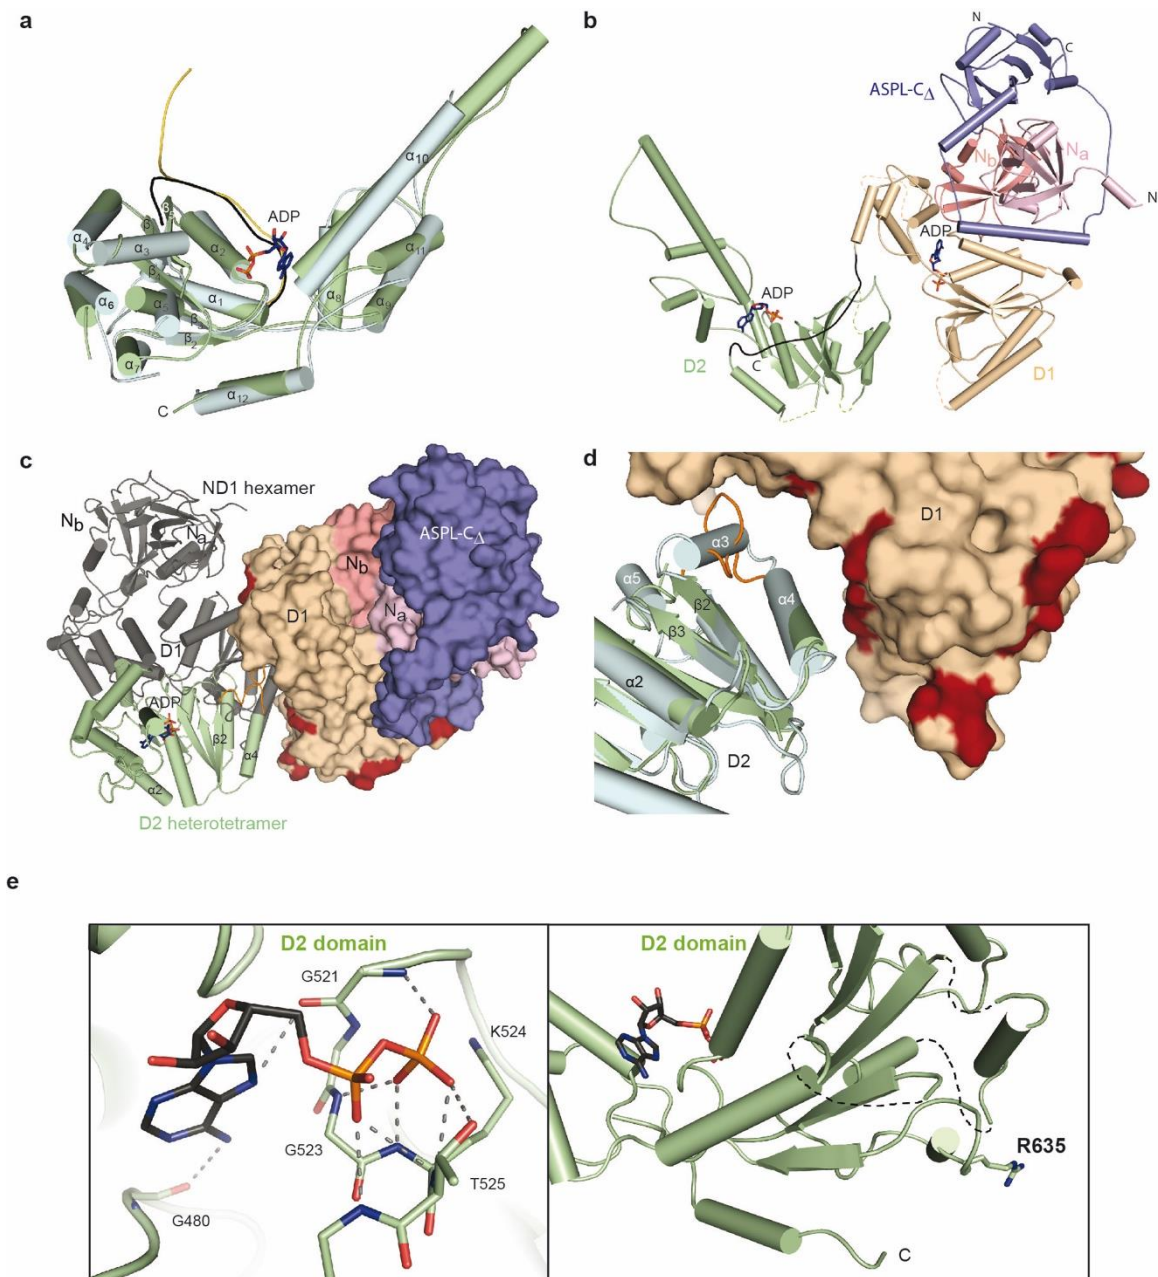 a
ADP
α10
α4
α3
α2
α11
α6
α1
α8
α9
β2
α7
α12
C
b
N
C
ASPL-CΔ
Nb
Na
N
ADP
ADP
D2
C
D1
c
ND1 hexamer
Nb
Na
ASPL-CΔ
Nb
D1
Na
D1
ADP
β2
α4
α2
D2 heterotetramer
d
D1
α3
α5
β2
α4
β3
α2
D2
e
D2 domain
G521
K524
G523
T525
G480
D2 domain
R635
C